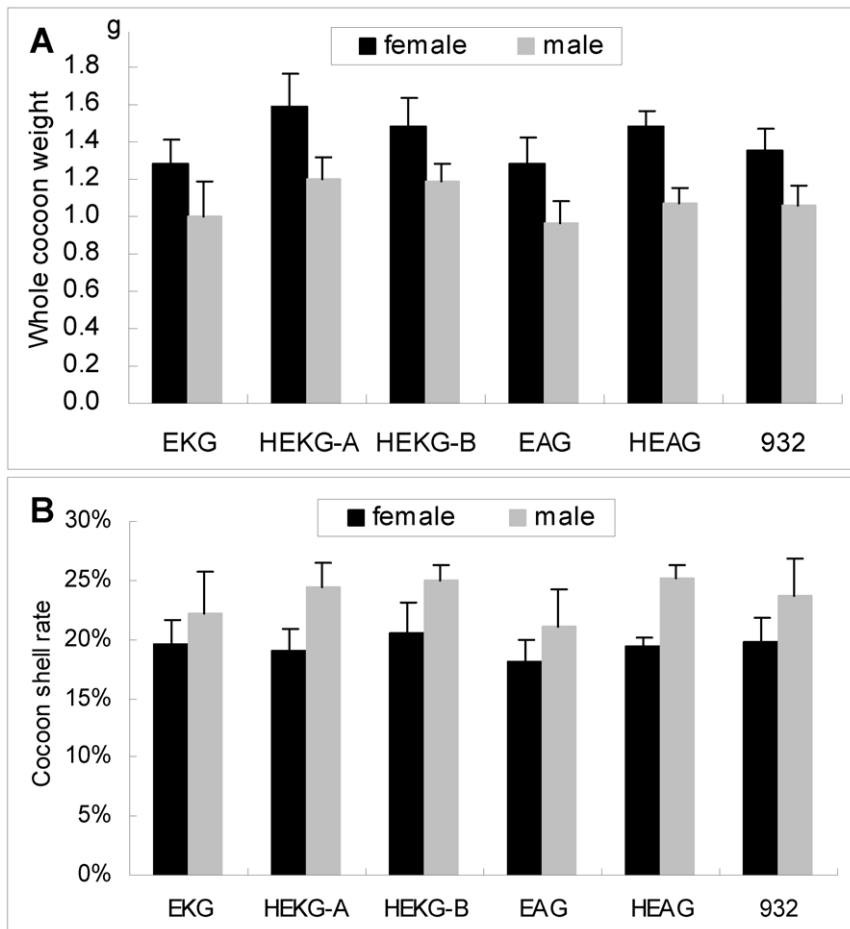 A
g
female male
Whole cocoon weight
1.8
1.6
1.4
1.2
1.0
0.8
0.6
0.4
0.2
0.0
EKG HEKG-A HEKG-B EAG HEAG 932
B
female male
Cocoon shell rate
30%
25%
20%
15%
10%
5%
0%
EKG HEKG-A HEKG-B EAG HEAG 932